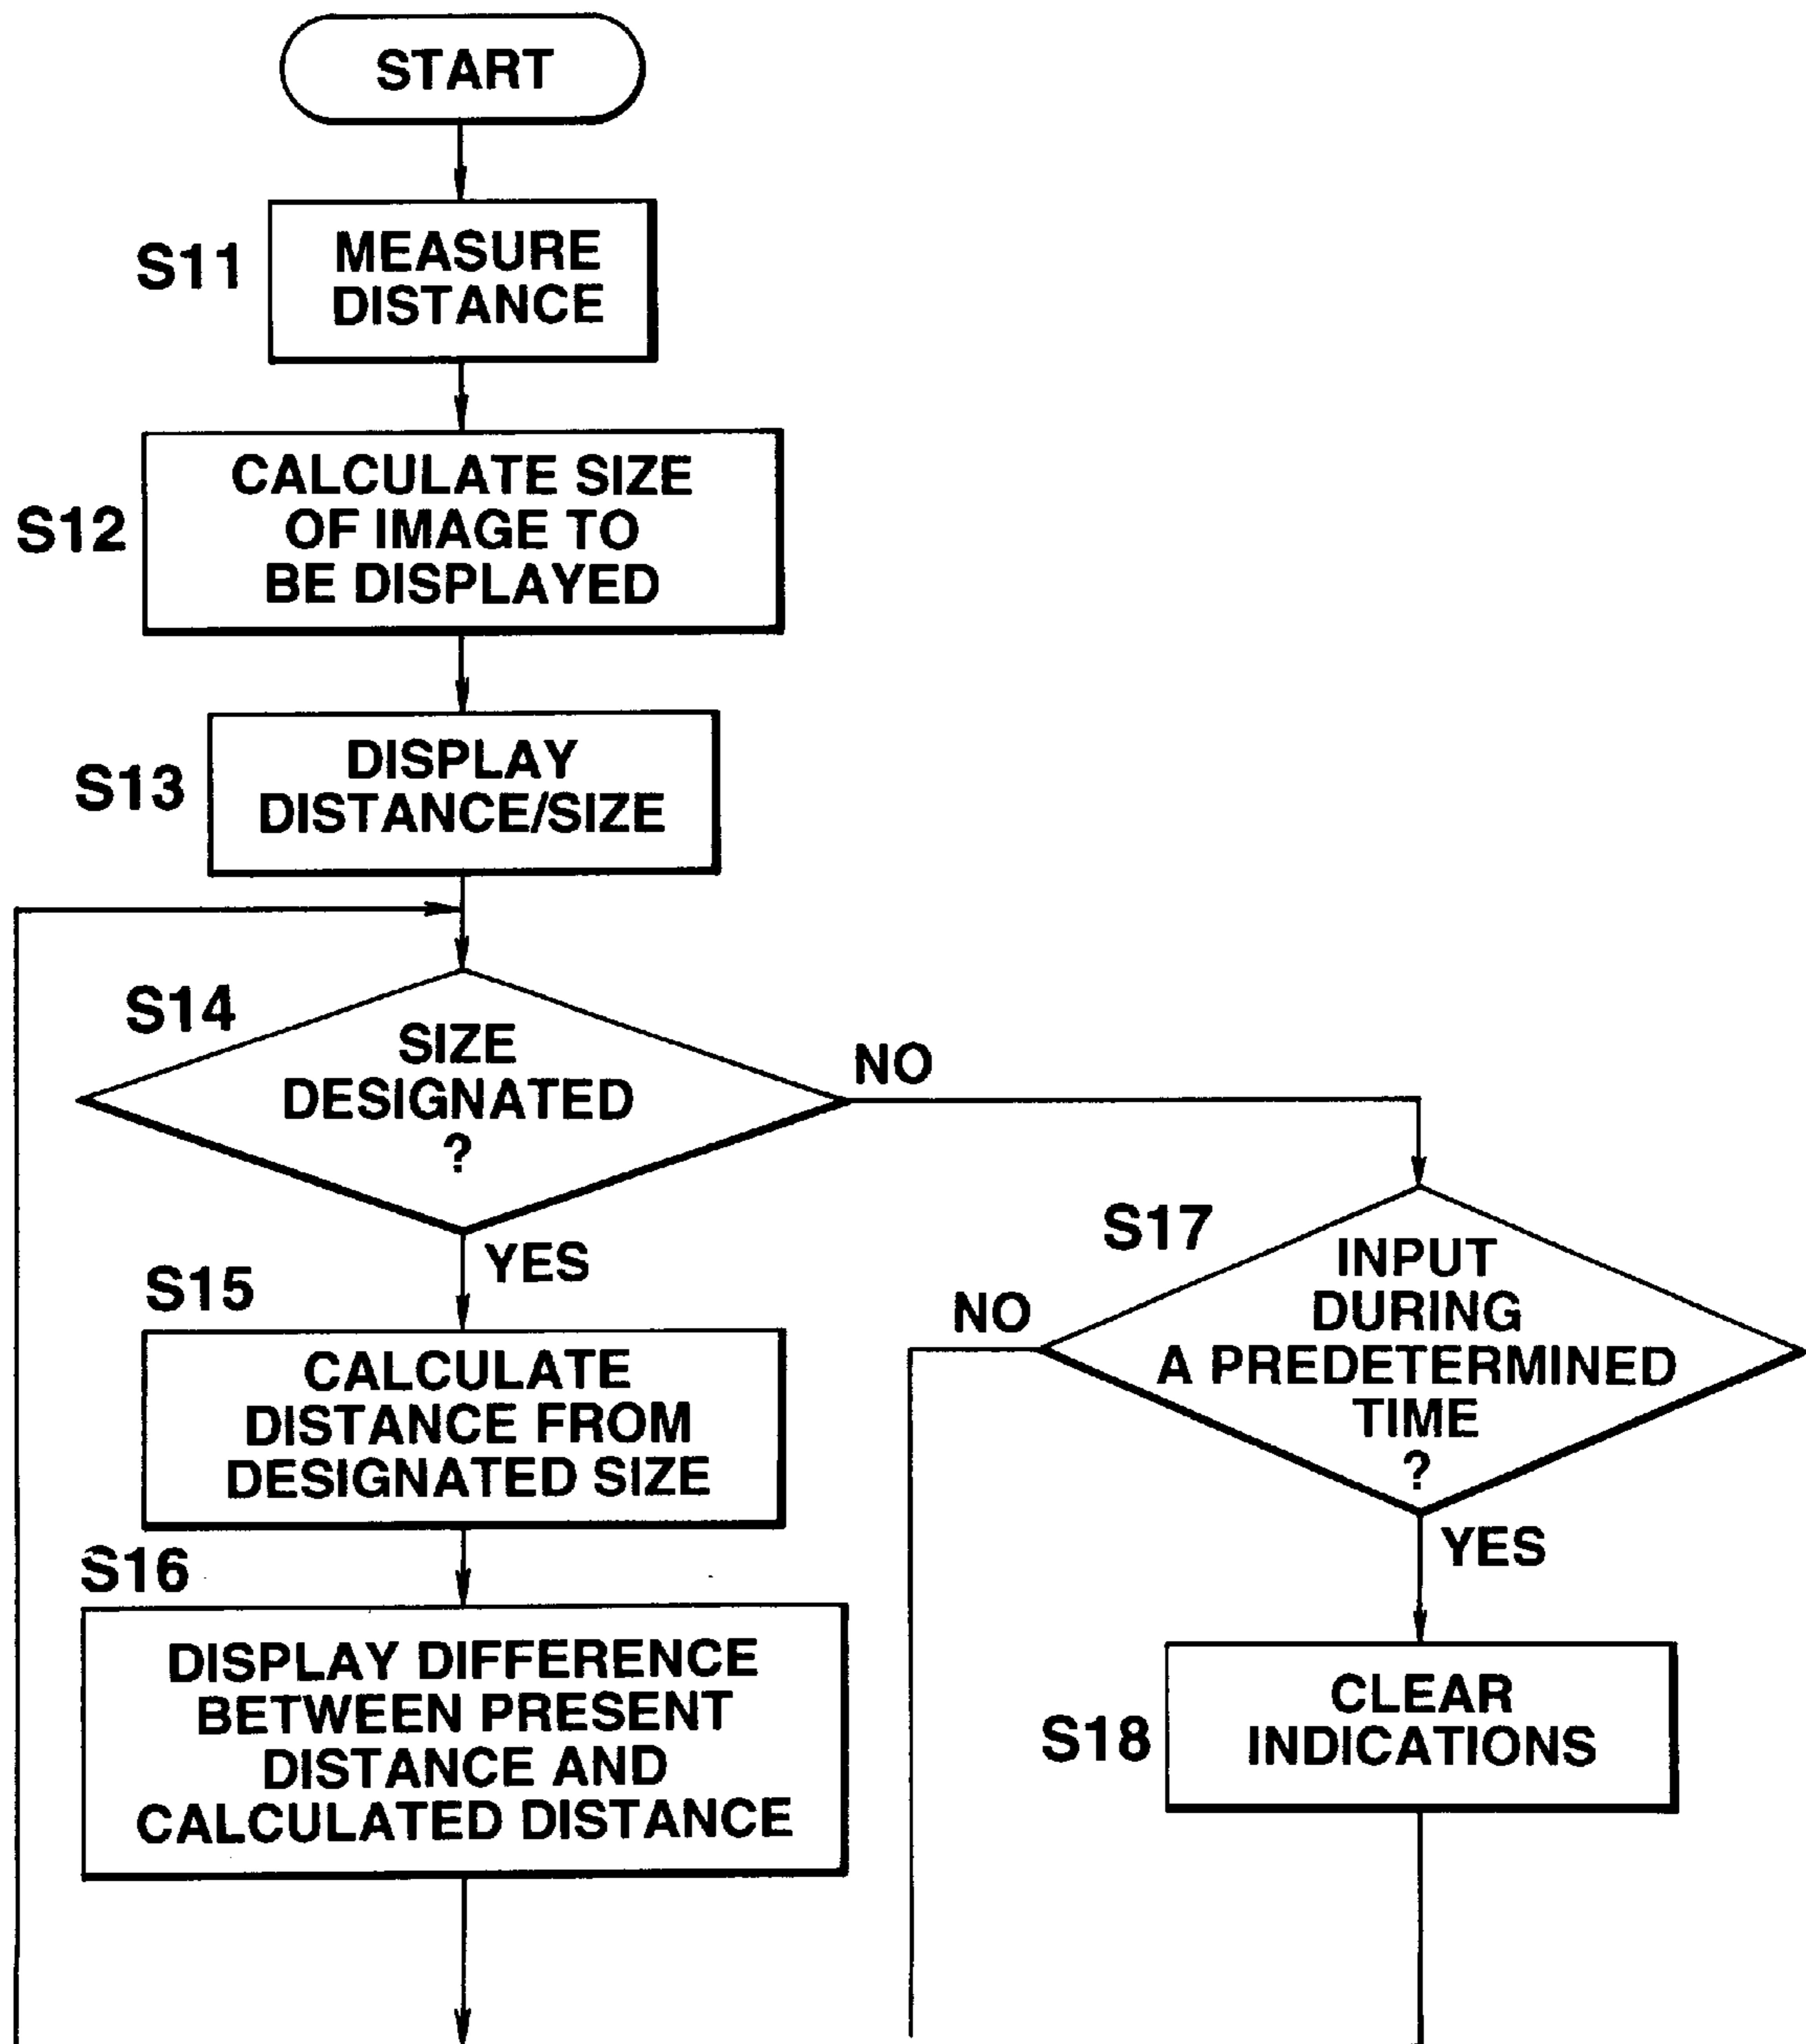 START
S11
MEASURE
DISTANCE
S12
CALCULATE SIZE
OF IMAGE TO
BE DISPLAYED
S13
DISPLAY
DISTANCE/SIZE
S14
SIZE
DESIGNATED
?
NO
YES
S15
CALCULATE
DISTANCE FROM
DESIGNATED SIZE
S16
DISPLAY DIFFERENCE
BETWEEN PRESENT
DISTANCE AND
CALCULATED DISTANCE
S17
INPUT
DURING
A PREDETERMINED
TIME
?
NO
YES
S18
CLEAR
INDICATIONS